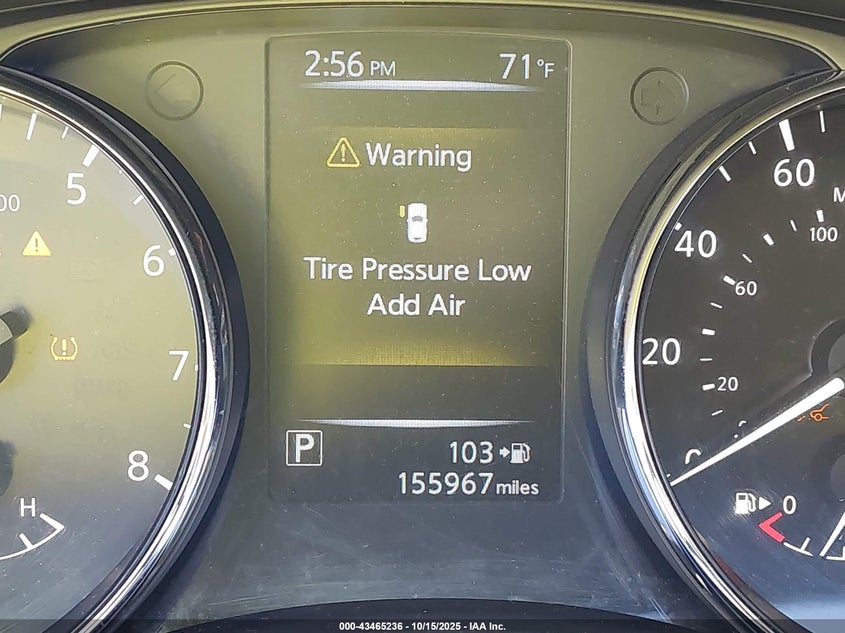 2:56 PM 71°F
Warning
Tire Pressure Low
Add Air
P 103
155967 miles
5
6
7
8
H
60
40
20
0
100
60
20
0
000-43465236 - 10/15/2025 - IAA Inc.